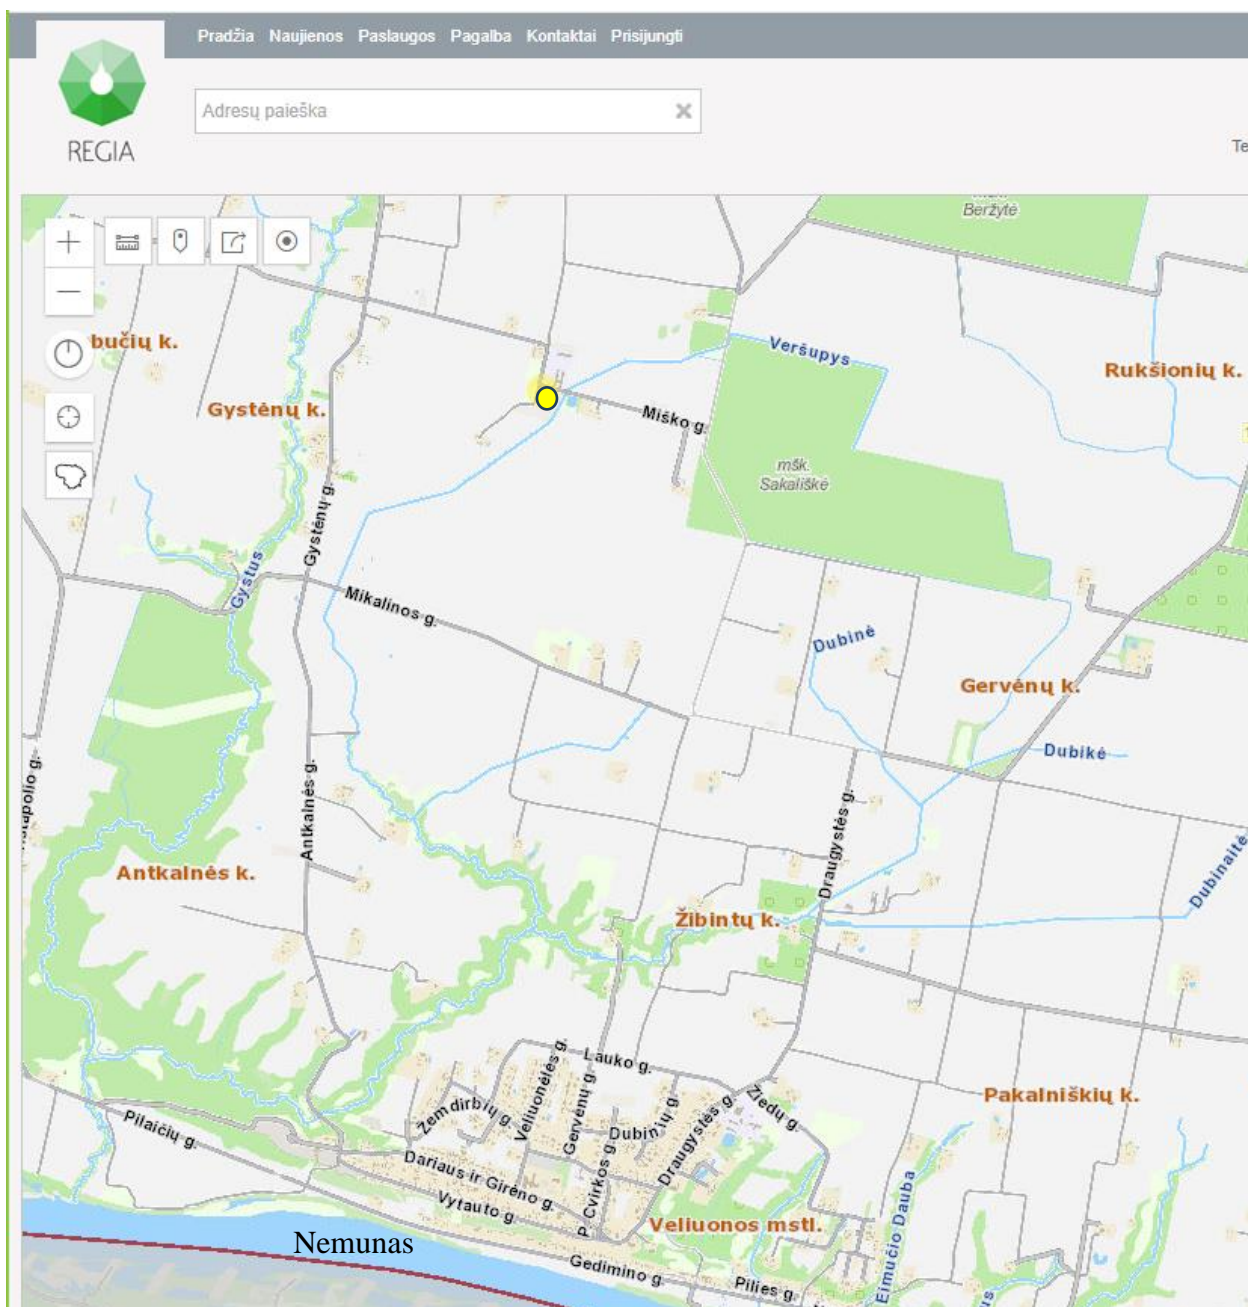 Pradžia Naujienos Paslaugos Pagalba Kontaktai Prisijungti
Adresų paieška
REGIA
Te
Beržytė
bučių k.
Veršupys
Rukšionių k.
Gystėnų k.
Miško g.
mšk.
Sakališkė
Gystėnų g.
Gystus
Mikalinos g.
Dubinė
Gervėnų k.
Dubikė
Antkalnės g.
Draugystės g.
Dubinaitė
Antkalnės k.
Žibintų k.
Lauko g.
Veliuonėlės g.
Gervėnų g.
Žemdirbių g.
Dubinių g.
Draugystės g.
Žiedų g.
Pakalniškių k.
Pilaičių g.
Dariaus ir Girėno g.
Vytauto g.
P. Cvirkos g.
Veliuonos mstl.
Eimučio Dauba
Nemunas
Gedimino g.
Pilies g.